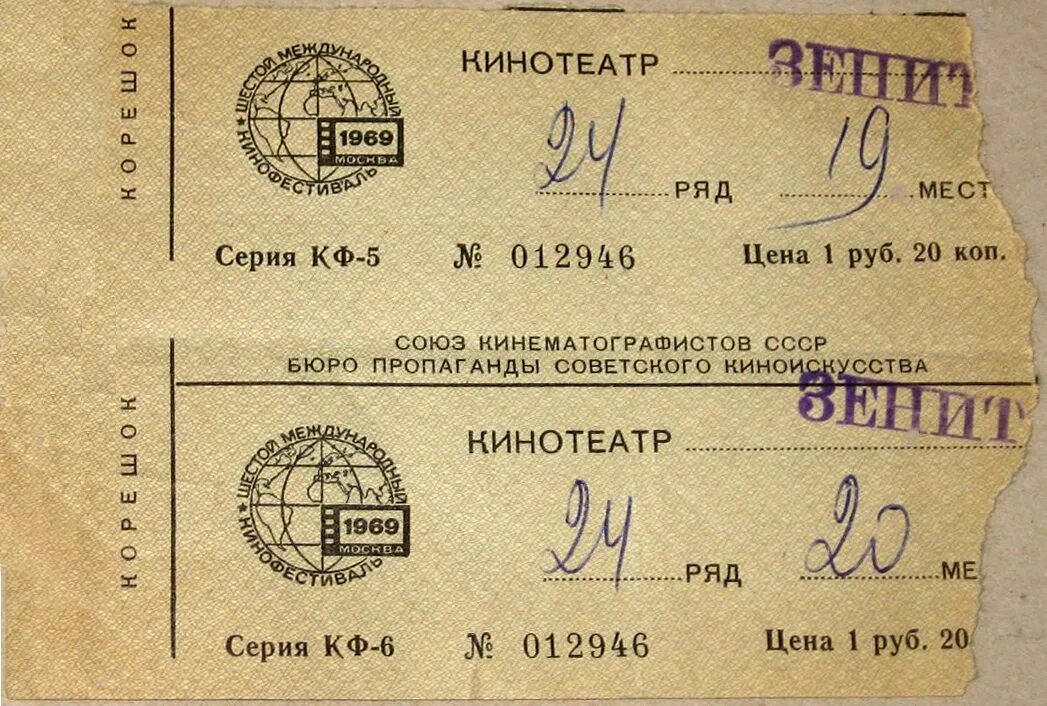 КОРЕШОК
ШЕСТОЙ МЕЖДУНАРОДНЫЙ
КИНОФЕСТИВАЛЬ
1969
МОСКВА
КИНОТЕАТР ЗЕНИТ
24 РЯД 19 МЕСТ
Серия КФ-5 № 012946 Цена 1 руб. 20 коп.
СОЮЗ КИНЕМАТОГРАФИСТОВ СССР
БЮРО ПРОПАГАНДЫ СОВЕТСКОГО КИНОИСКУССТВА
КОРЕШОК
ШЕСТОЙ МЕЖДУНАРОДНЫЙ
КИНОФЕСТИВАЛЬ
1969
МОСКВА
КИНОТЕАТР ЗЕНИТ
24 РЯД 20 МЕ
Серия КФ-6 № 012946 Цена 1 руб. 20